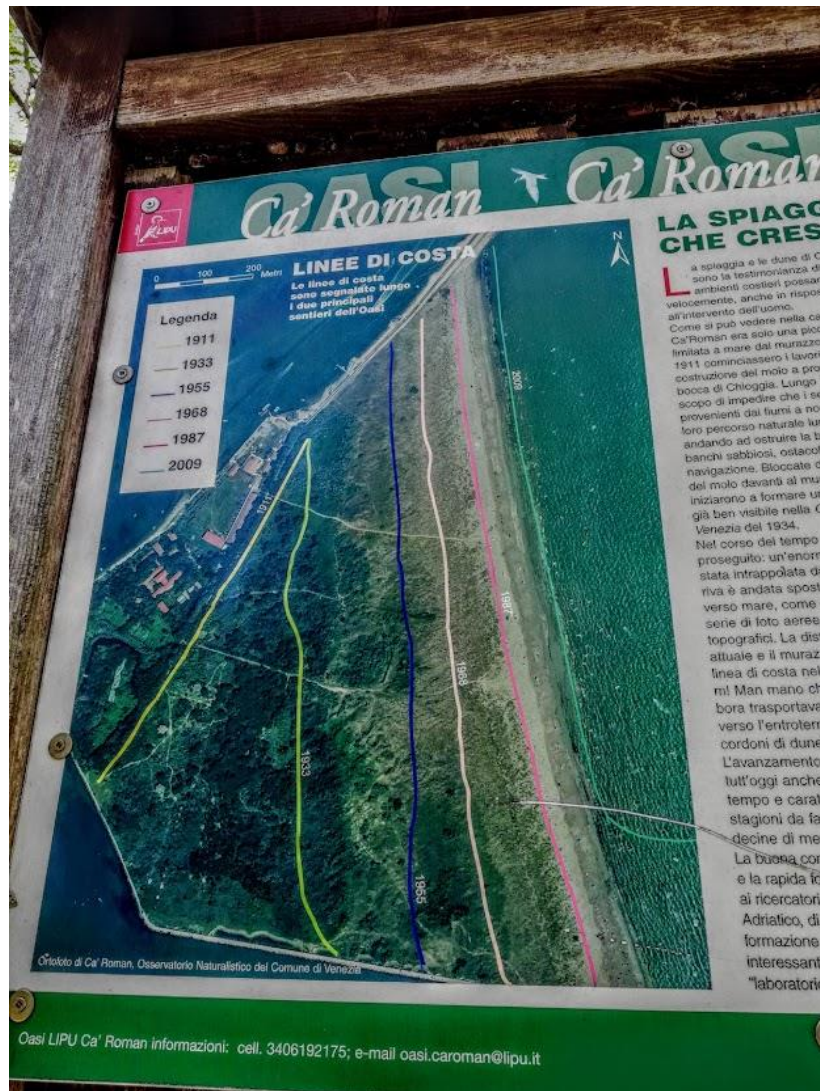 OASI OASI
Ca' Roman Ca' Roman
LIPU
0 100 200 Metri
LINEE DI COSTA
Le linee di costa
sono segnalate lungo
i due principali
sentieri dell'Oasi
N
Legenda
1911
1933
1955
1968
1987
2009
2009
1911
1987
1968
1933
1955
Ortofoto di Ca' Roman, Osservatorio Naturalistico del Comune di Venezia
LA SPIAGG
CHE CRES
La spiaggia e le dune di C
sono la testimonianza di
ambienti costieri possan
velocemente, anche in rispos
all'intervento dell'uomo.
Come si può vedere nella ca
Ca'Roman era solo una picc
limitata a mare dal murazzo
1911 cominciassero i lavori
costruzione del molo a pro
bocca di Chioggia. Lungo
scopo di impedire che i se
provenienti dai fiumi a no
loro percorso naturale lun
andando ad ostruire la b
banchi sabbiosi, ostacol
navigazione. Bloccate d
del molo davanti al mu
iniziarono a formare un
già ben visibile nella C
Venezia del 1934.
Nel corso del tempo
proseguito: un'enorm
stata intrappolata da
riva è andata spost
verso mare, come
serie di foto aeree
topografici. La dist
attuale e il muraz
linea di costa nel
m! Man mano ch
bora trasportava
verso l'entroterr
cordoni di dune
L'avanzamento
tutt'oggi anche
tempo e carat
stagioni da fa
decine di me
La buona con
e la rapida fo
ai ricercatori
Adriatico, di
formazione
interessant
"laboratorio
Oasi LIPU Ca' Roman informazioni: cell. 3406192175; e-mail oasi.caroman@lipu.it